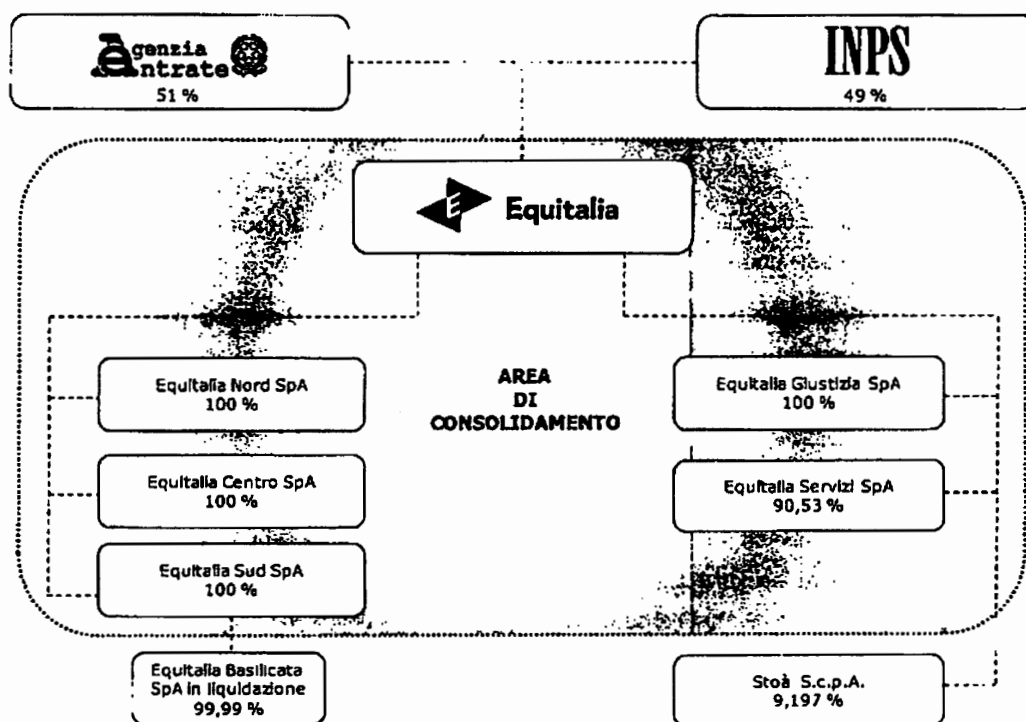 Agenzia
Entrate
51 %
INPS
49 %
E
Equitalia
Equitalia Nord SpA
100 %
AREA
DI
CONSOLIDAMENTO
Equitalia Giustizia SpA
100 %
Equitalia Centro SpA
100 %
Equitalia Servizi SpA
90,53 %
Equitalia Sud SpA
100 %
Equitalia Basilicata
SpA in liquidazione
99,99 %
Stoà S.c.p.A.
9,197 %